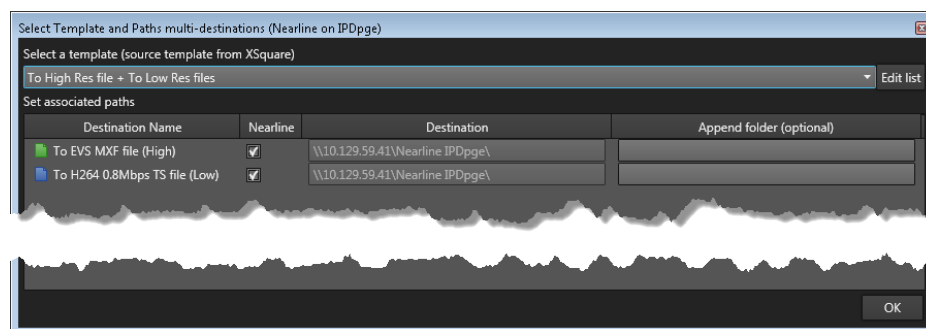 Select Template and Paths multi-destinations (Nearline on IPDpge)
Select a template (source template from XSquare)
To High Res file + To Low Res files
Edit list
Set associated paths
Destination Name Nearline Destination Append folder (optional)
To EVS MXF file (High) \\10.129.59.41\Nearline IPDpge\
To H264 0.8Mbps TS file (Low) \\10.129.59.41\Nearline IPDpge\
OK